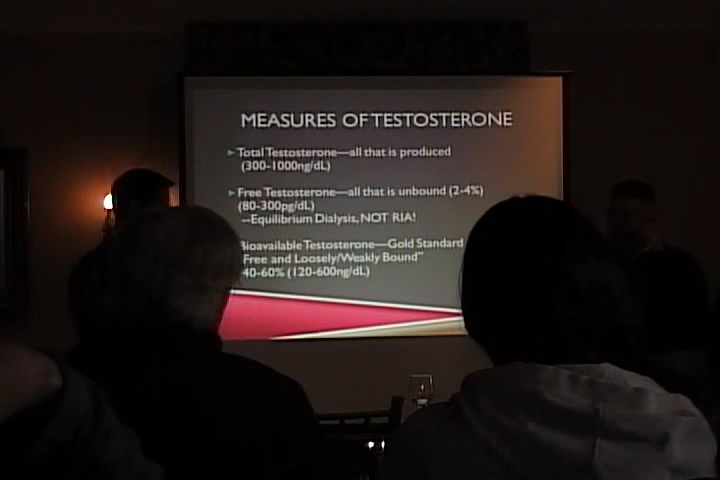 MEASURES OF TESTOSTERONE
Total Testosterone—all that is produced
(300-1000ng/dL)
Free Testosterone—all that is unbound (2-4%)
(80-300pg/dL)
--Equilibrium Dialysis, NOT RIA!
Bioavailable Testosterone—Gold Standard
Free and Loosely/Weakly Bound"
40-60% (120-600ng/dL)